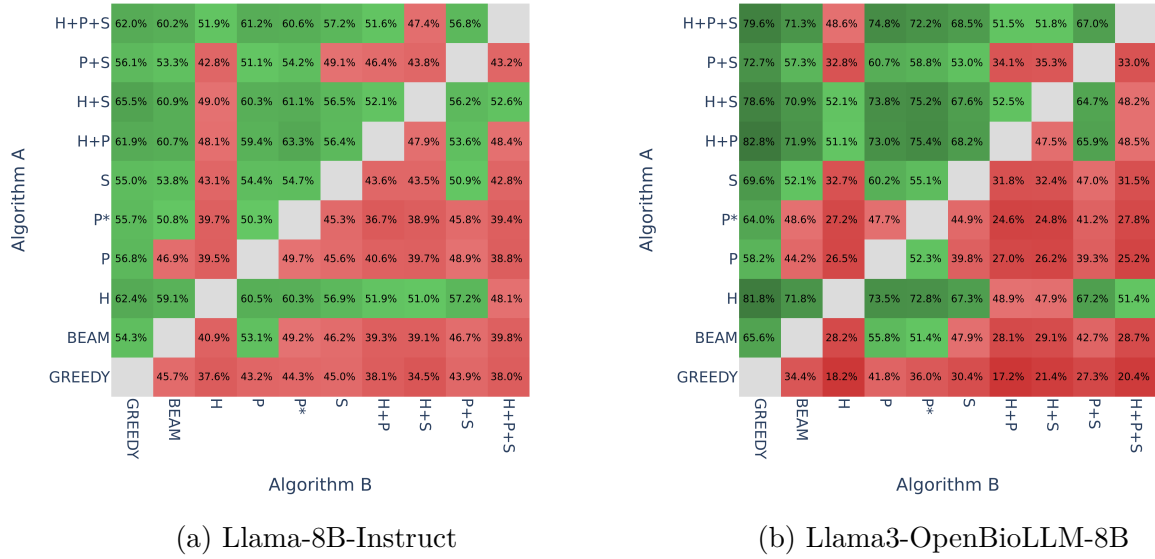 H+P+S 62.0% 60.2% 51.9% 61.2% 60.6% 57.2% 51.6% 47.4% 56.8%
P+S 56.1% 53.3% 42.8% 51.1% 54.2% 49.1% 46.4% 43.8% 43.2%
H+S 65.5% 60.9% 49.0% 60.3% 61.1% 56.5% 52.1% 56.2% 52.6%
H+P 61.9% 60.7% 48.1% 59.4% 63.3% 56.4% 47.9% 53.6% 48.4%
S 55.0% 53.8% 43.1% 54.4% 54.7% 43.6% 43.5% 50.9% 42.8%
P* 55.7% 50.8% 39.7% 50.3% 45.3% 36.7% 38.9% 45.8% 39.4%
P 56.8% 46.9% 39.5% 49.7% 45.6% 40.6% 39.7% 48.9% 38.8%
H 62.4% 59.1% 60.5% 60.3% 56.9% 51.9% 51.0% 57.2% 48.1%
BEAM 54.3% 40.9% 53.1% 49.2% 46.2% 39.3% 39.1% 46.7% 39.8%
GREEDY 45.7% 37.6% 43.2% 44.3% 45.0% 38.1% 34.5% 43.9% 38.0%
Algorithm A
GREEDY BEAM H P P* S H+P H+S P+S H+P+S
Algorithm B
(a) Llama-8B-Instruct
H+P+S 79.6% 71.3% 48.6% 74.8% 72.2% 68.5% 51.5% 51.8% 67.0%
P+S 72.7% 57.3% 32.8% 60.7% 58.8% 53.0% 34.1% 35.3% 33.0%
H+S 78.6% 70.9% 52.1% 73.8% 75.2% 67.6% 52.5% 64.7% 48.2%
H+P 82.8% 71.9% 51.1% 73.0% 75.4% 68.2% 47.5% 65.9% 48.5%
S 69.6% 52.1% 32.7% 60.2% 55.1% 31.8% 32.4% 47.0% 31.5%
P* 64.0% 48.6% 27.2% 47.7% 44.9% 24.6% 24.8% 41.2% 27.8%
P 58.2% 44.2% 26.5% 52.3% 39.8% 27.0% 26.2% 39.3% 25.2%
H 81.8% 71.8% 73.5% 72.8% 67.3% 48.9% 47.9% 67.2% 51.4%
BEAM 65.6% 28.2% 55.8% 51.4% 47.9% 28.1% 29.1% 42.7% 28.7%
GREEDY 34.4% 18.2% 41.8% 36.0% 30.4% 17.2% 21.4% 27.3% 20.4%
Algorithm A
GREEDY BEAM H P P* S H+P H+S P+S H+P+S
Algorithm B
(b) Llama3-OpenBioLLM-8B